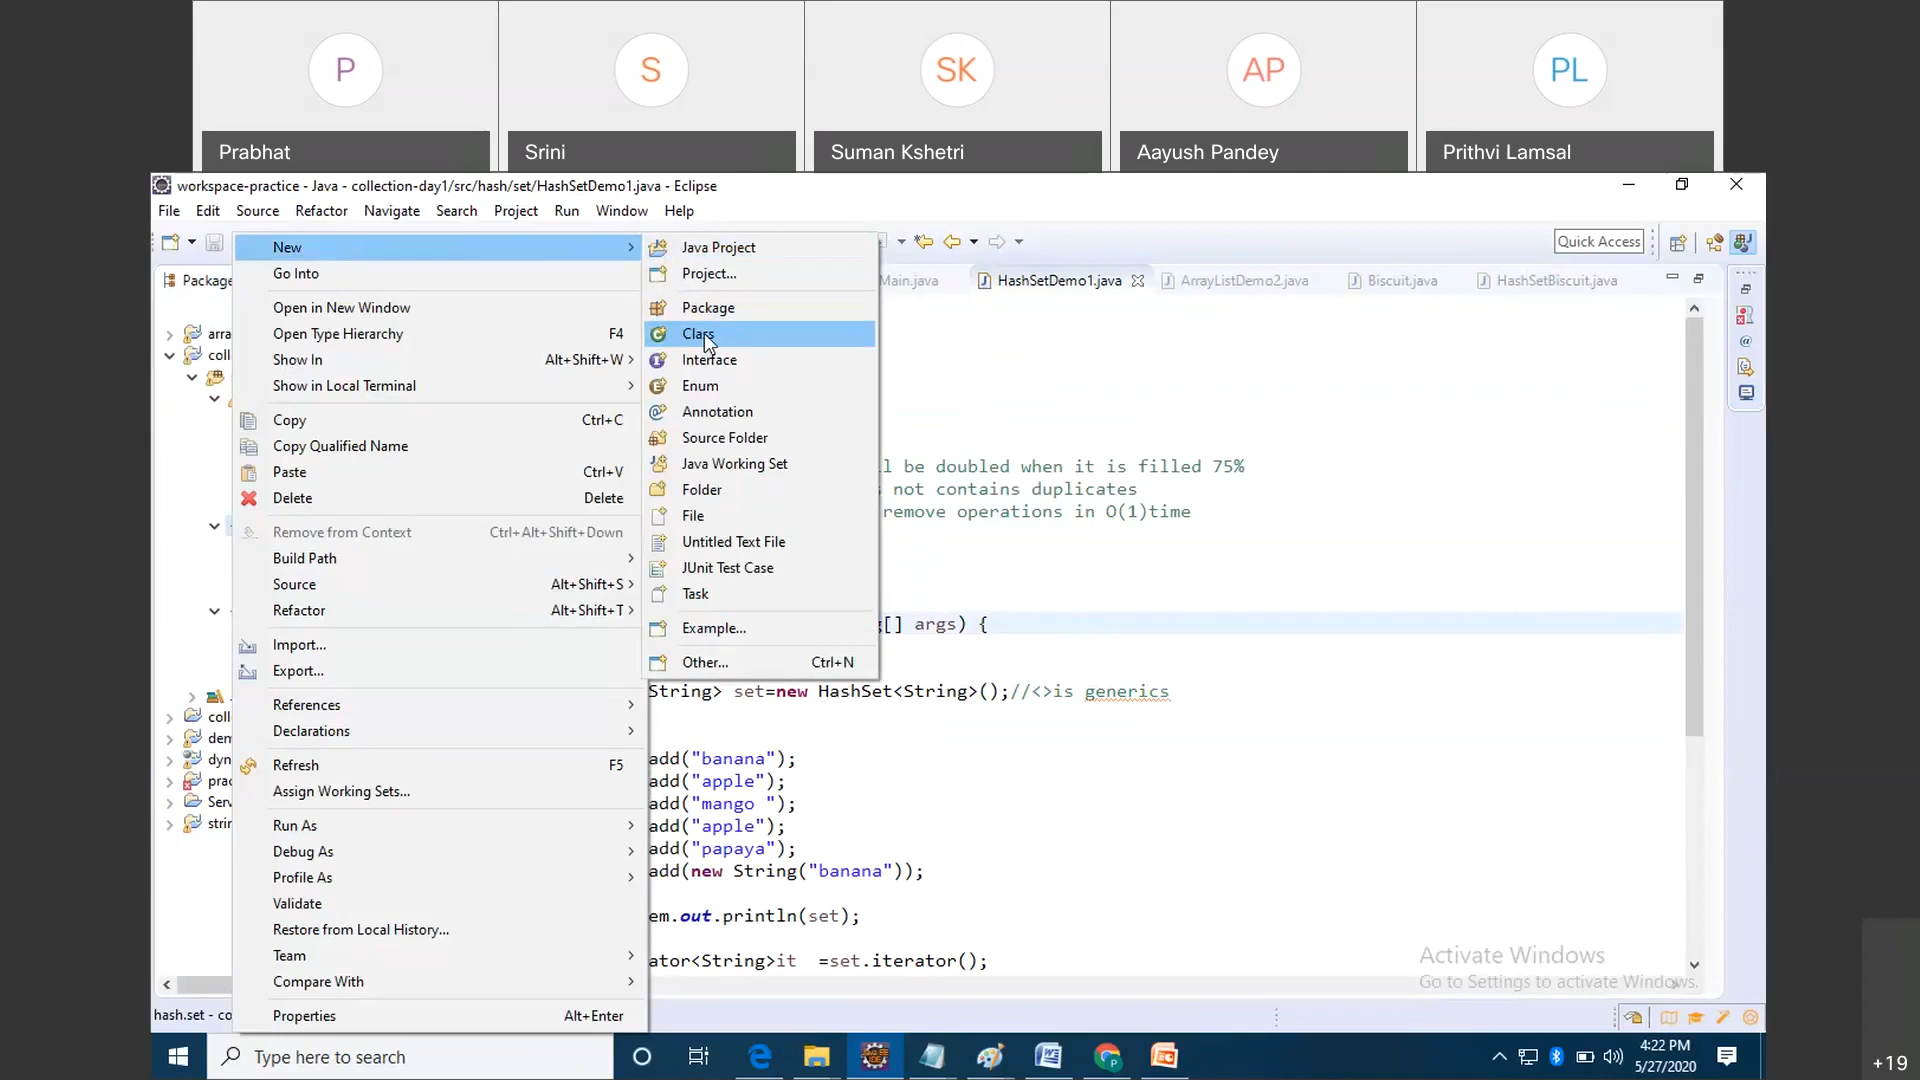 P
S
SK
AP
PL
Prabhat
Srini
Suman Kshetri
Aayush Pandey
Prithvi Lamsal
workspace-practice - Java - collection-day1/src/hash/set/HashSetDemo1.java - Eclipse
File Edit Source Refactor Navigate Search Project Run Window Help
Quick Access
Package
Main.java
HashSetDemo1.java
ArrayListDemo2.java
Biscuit.java
HashSetBiscuit.java
arra
coll
coll
dem
dyn
prac
Serv
strin
New
Go Into
Open in New Window
Open Type Hierarchy F4
Show In Alt+Shift+W
Show in Local Terminal
Copy Ctrl+C
Copy Qualified Name
Paste Ctrl+V
Delete Delete
Remove from Context Ctrl+Alt+Shift+Down
Build Path
Source Alt+Shift+S
Refactor Alt+Shift+T
Import...
Export...
References
Declarations
Refresh F5
Assign Working Sets...
Run As
Debug As
Profile As
Validate
Restore from Local History...
Team
Compare With
Properties Alt+Enter
Java Project
Project...
Package
Class
Interface
Enum
Annotation
Source Folder
Java Working Set
Folder
File
Untitled Text File
JUnit Test Case
Task
Example...
Other... Ctrl+N
ll be doubled when it is filled 75%
s not contains duplicates
remove operations in O(1)time
g[] args) {
String> set=new HashSet<String>();//<>is generics
add("banana");
add("apple");
add("mango ");
add("apple");
add("papaya");
add(new String("banana"));
em.out.println(set);
ator<String>it =set.iterator();
Activate Windows
Go to Settings to activate Windows.
hash.set - co
Type here to search
4:22 PM
5/27/2020
+19